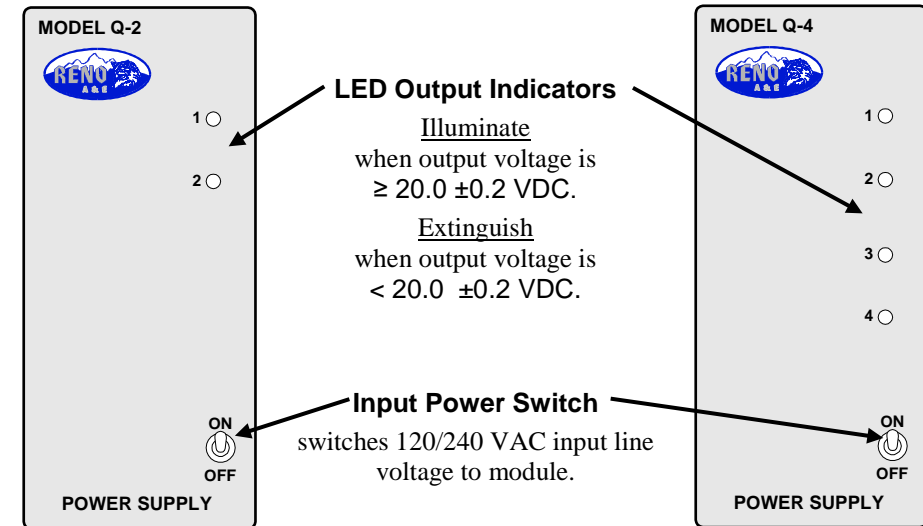 MODEL Q-2
RENO
A & E
1
2
ON
OFF
POWER SUPPLY
LED Output Indicators
Illuminate
when output voltage is
≥ 20.0 ±0.2 VDC.
Extinguish
when output voltage is
< 20.0 ±0.2 VDC.
Input Power Switch
switches 120/240 VAC input line
voltage to module.
MODEL Q-4
RENO
A & E
1
2
3
4
ON
OFF
POWER SUPPLY